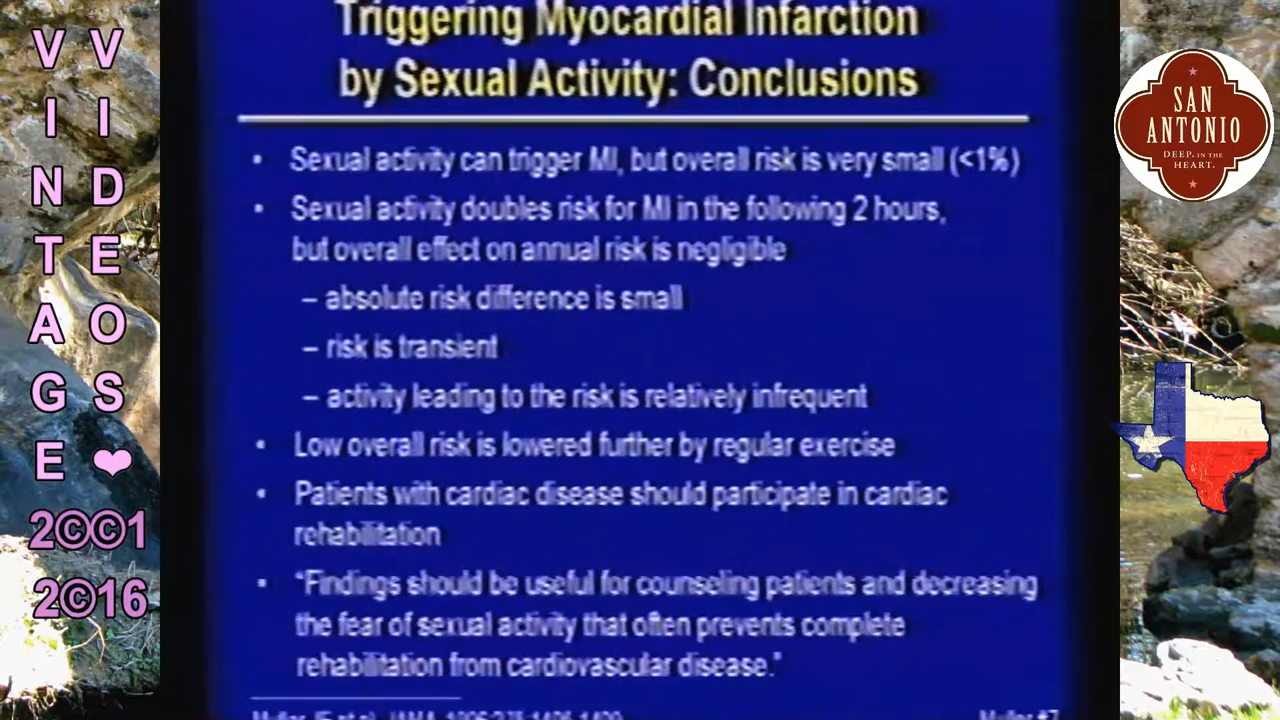 VINTAGE
VIDEOS❤
2©©1
2©16
Triggering Myocardial Infarction
by Sexual Activity: Conclusions
• Sexual activity can trigger MI, but overall risk is very small (<1%)
• Sexual activity doubles risk for MI in the following 2 hours,
but overall effect on annual risk is negligible
– absolute risk difference is small
– risk is transient
– activity leading to the risk is relatively infrequent
• Low overall risk is lowered further by regular exercise
• Patients with cardiac disease should participate in cardiac
rehabilitation
• "Findings should be useful for counseling patients and decreasing
the fear of sexual activity that often prevents complete
rehabilitation from cardiovascular disease."
SAN
ANTONIO
DEEP. IN THE
HEART.